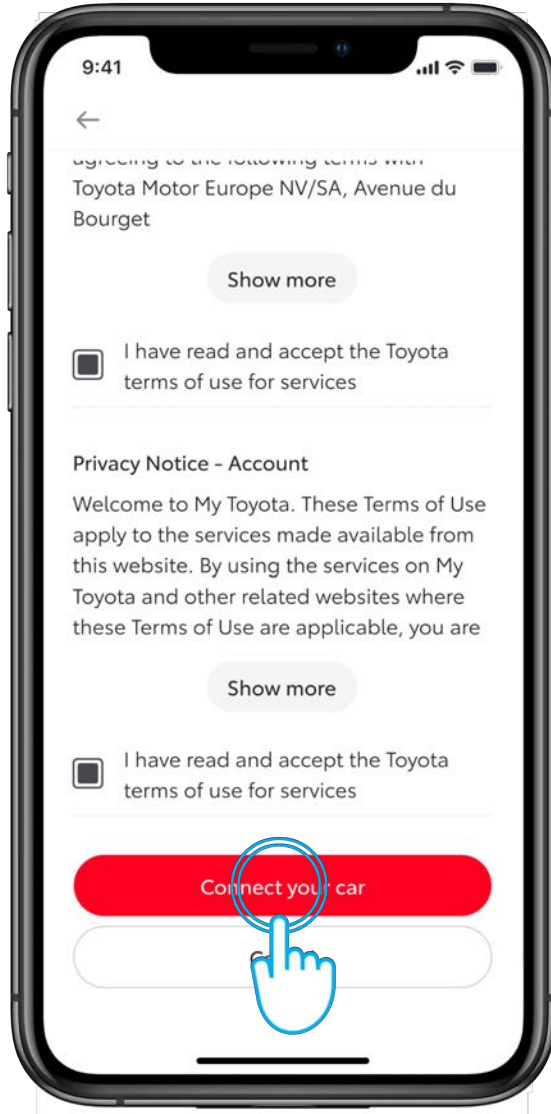 9:41
Toyota Motor Europe NV/SA, Avenue du
Bourget
Show more
I have read and accept the Toyota
terms of use for services
Privacy Notice - Account
Welcome to My Toyota. These Terms of Use
apply to the services made available from
this website. By using the services on My
Toyota and other related websites where
these Terms of Use are applicable, you are
Show more
I have read and accept the Toyota
terms of use for services
Connect your car